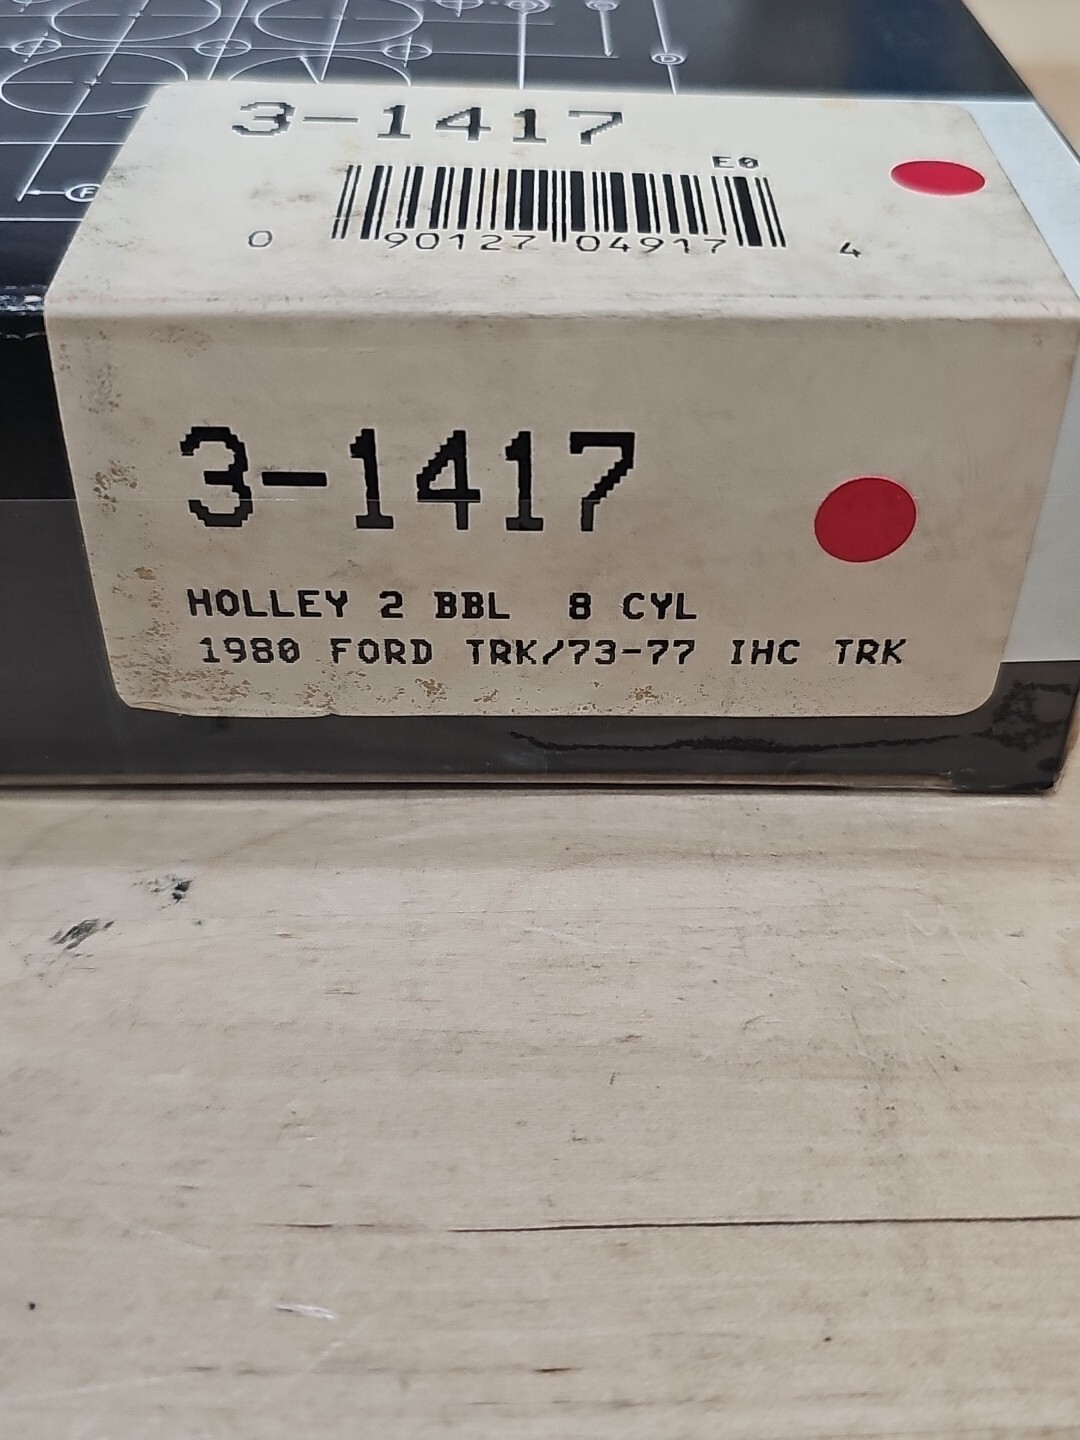 D
F
3-1417
E0
0 90127 04917 4
3-1417
HOLLEY 2 BBL 8 CYL
1980 FORD TRK/73-77 IHC TRK